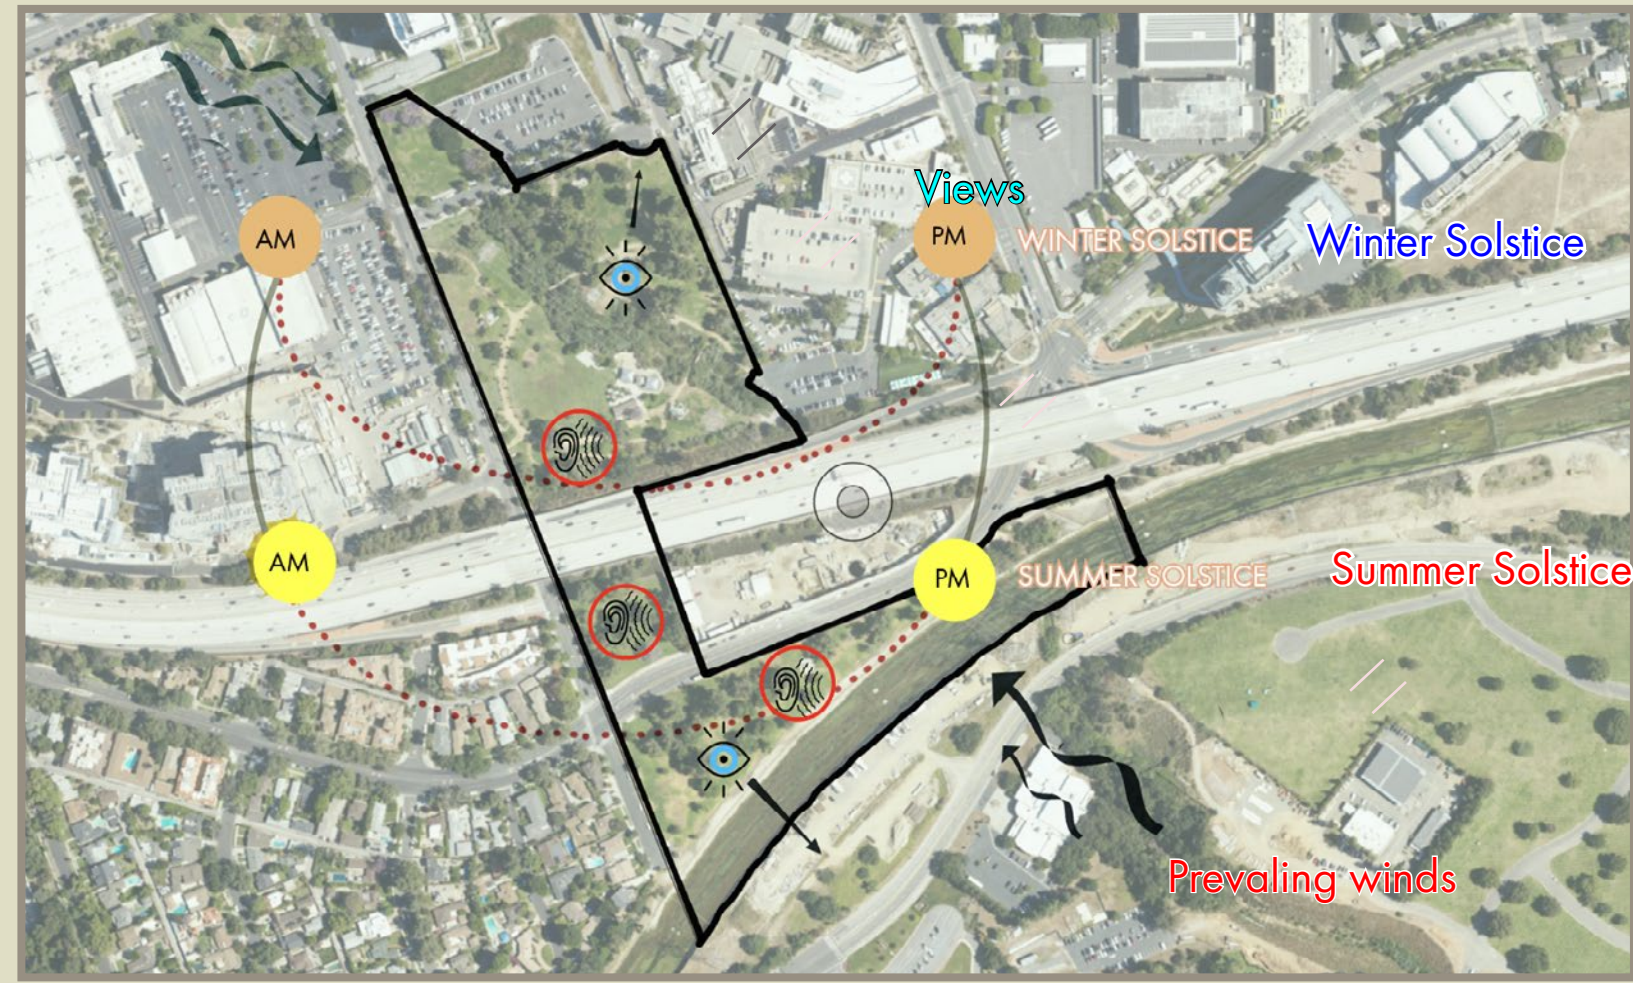 Views
AM
PM
WINTER SOLSTICE
Winter Solstice
AM
PM
SUMMER SOLSTICE
Summer Solstice
Prevaling winds